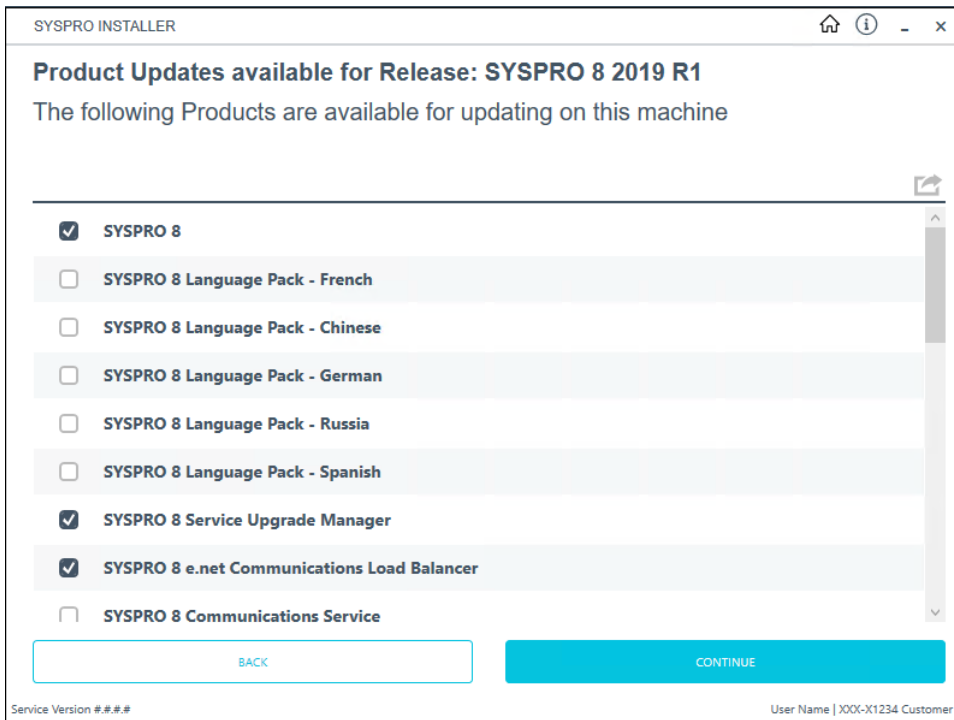 SYSPRO INSTALLER
Product Updates available for Release: SYSPRO 8 2019 R1
The following Products are available for updating on this machine
SYSPRO 8
SYSPRO 8 Language Pack - French
SYSPRO 8 Language Pack - Chinese
SYSPRO 8 Language Pack - German
SYSPRO 8 Language Pack - Russia
SYSPRO 8 Language Pack - Spanish
SYSPRO 8 Service Upgrade Manager
SYSPRO 8 e.net Communications Load Balancer
SYSPRO 8 Communications Service
BACK
CONTINUE
Service Version #.#.#.#
User Name | XXX-X1234 Customer